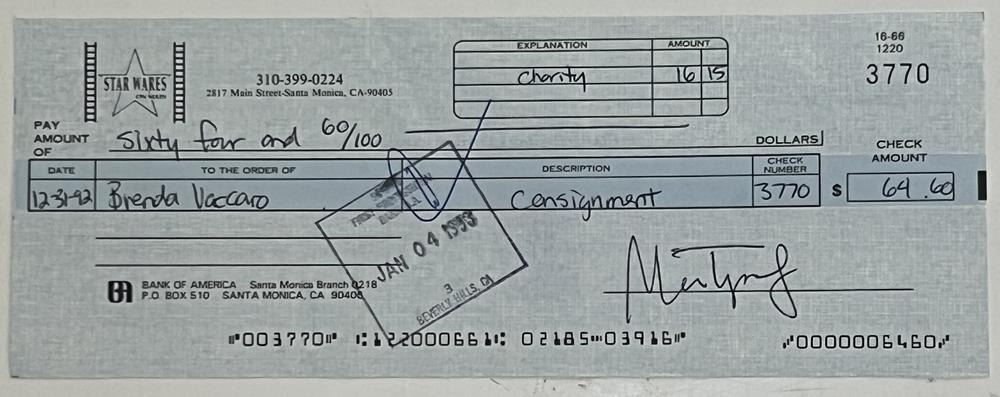 STAR WARES
310-399-0224
2817 Main Street-Santa Monica, CA-90405
EXPLANATION AMOUNT
Charity 16 15
16-66
1220
3770
PAY AMOUNT OF Sixty four and 60/100 DOLLARS
DATE TO THE ORDER OF DESCRIPTION CHECK NUMBER CHECK AMOUNT
12-31-92 Brenda Vaccaro Consignment 3770 $ 64.60
JAN 04 1993
3
BEVERLY HILLS, CA
BANK OF AMERICA Santa Monica Branch 0218
P.O. BOX 510 SANTA MONICA, CA 90405
⑈003770⑈ ⑆122000661⑆ 02185⑉03916⑈ ⑈0000006460⑈